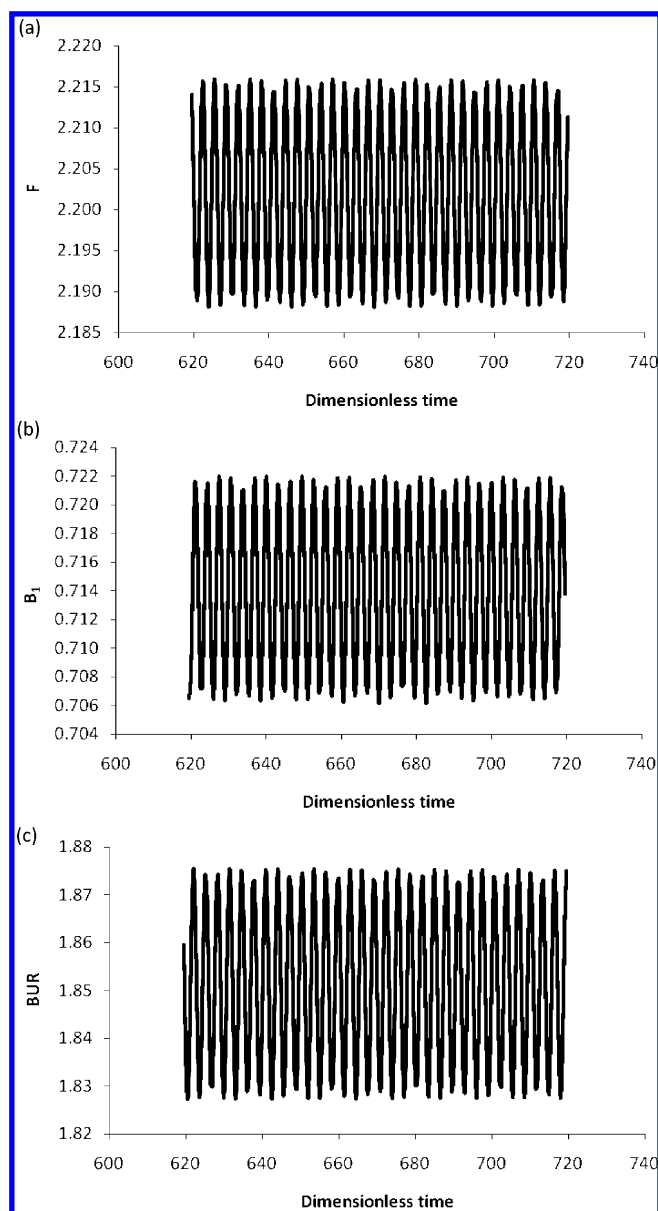 (a)
2.220
2.215
2.210
2.205
2.200
2.195
2.190
2.185
F
600 620 640 660 680 700 720 740
Dimensionless time
(b)
0.724
0.722
0.720
0.718
0.716
0.714
0.712
0.710
0.708
0.706
0.704
B₁
600 620 640 660 680 700 720 740
Dimensionless time
(c)
1.88
1.87
1.86
1.85
1.84
1.83
1.82
BUR
600 620 640 660 680 700 720 740
Dimensionless time